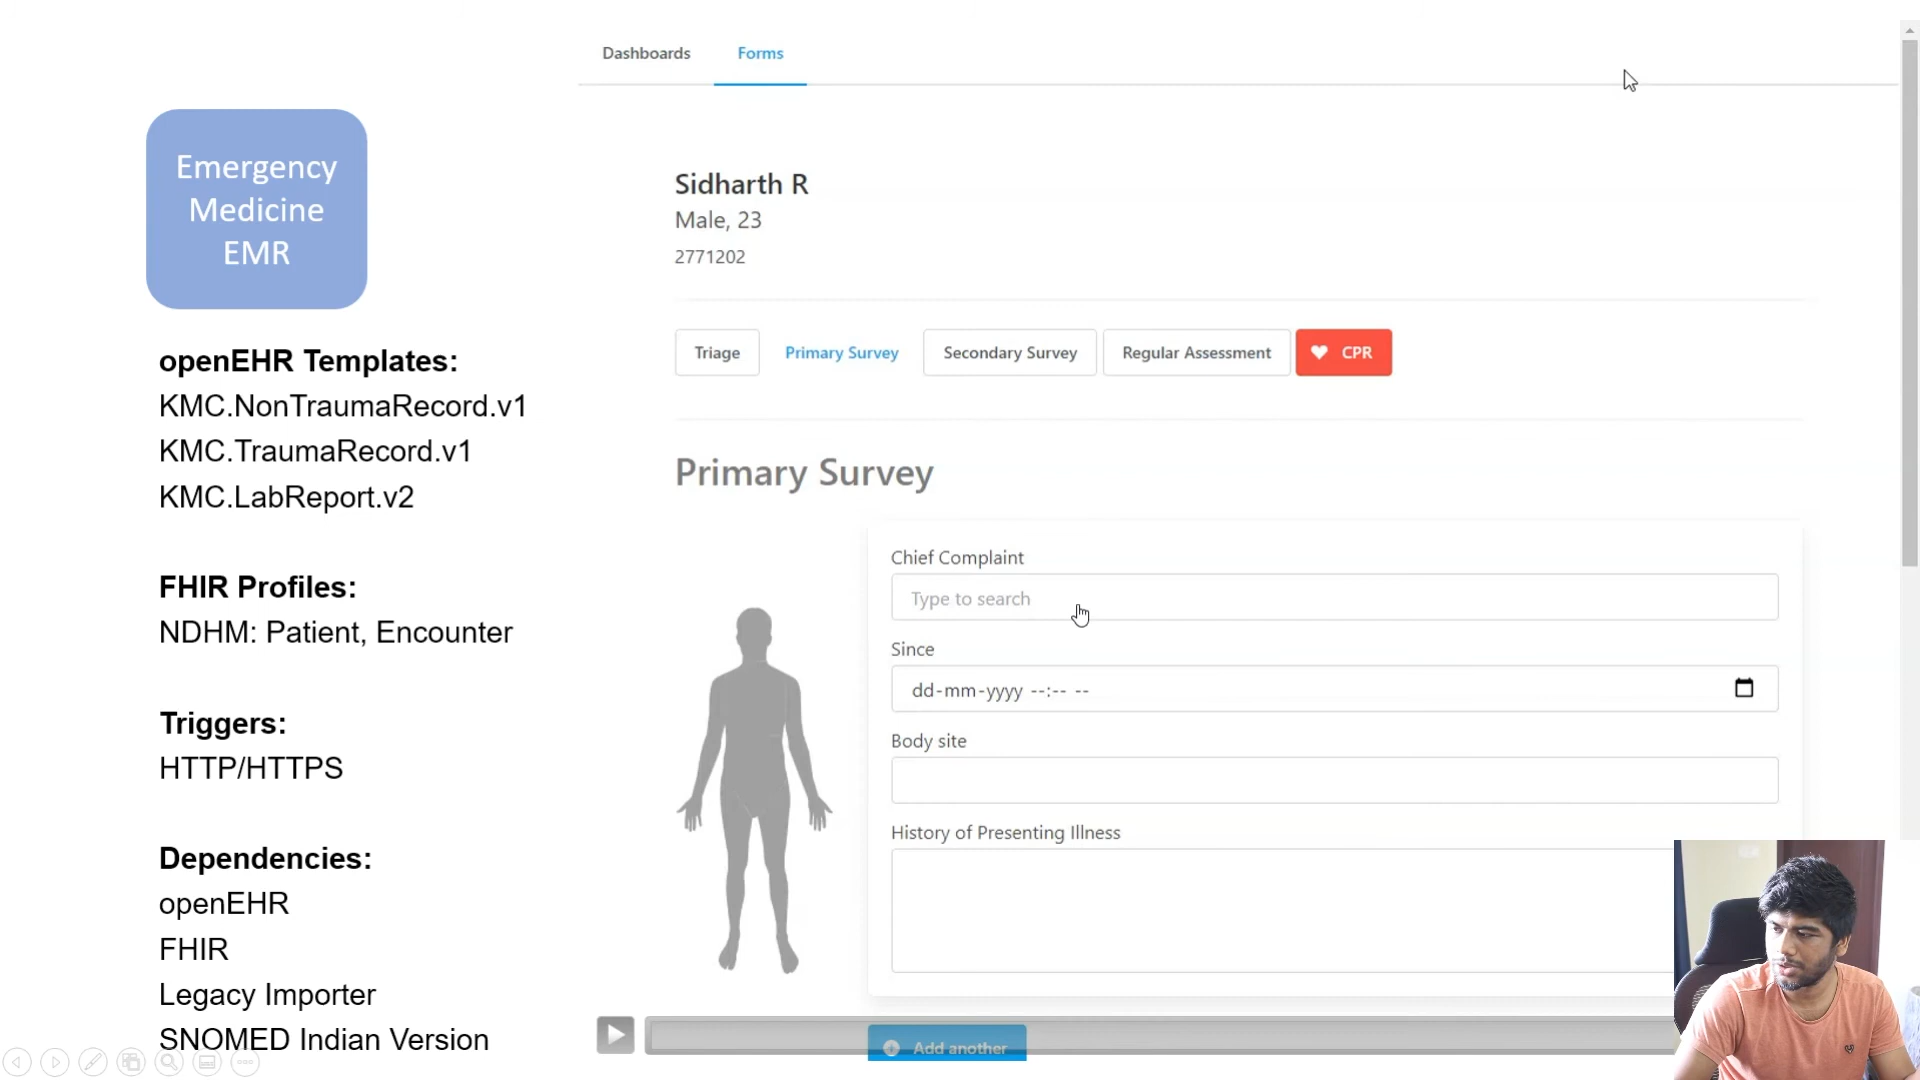 Dashboards
Forms
Emergency
Medicine
EMR
openEHR Templates:
KMC.NonTraumaRecord.v1
KMC.TraumaRecord.v1
KMC.LabReport.v2
FHIR Profiles:
NDHM: Patient, Encounter
Triggers:
HTTP/HTTPS
Dependencies:
openEHR
FHIR
Legacy Importer
SNOMED Indian Version
Sidharth R
Male, 23
2771202
Triage
Primary Survey
Secondary Survey
Regular Assessment
CPR
Primary Survey
Chief Complaint
Type to search
Since
dd-mm-yyyy --:-- --
Body site
History of Presenting Illness
Add another